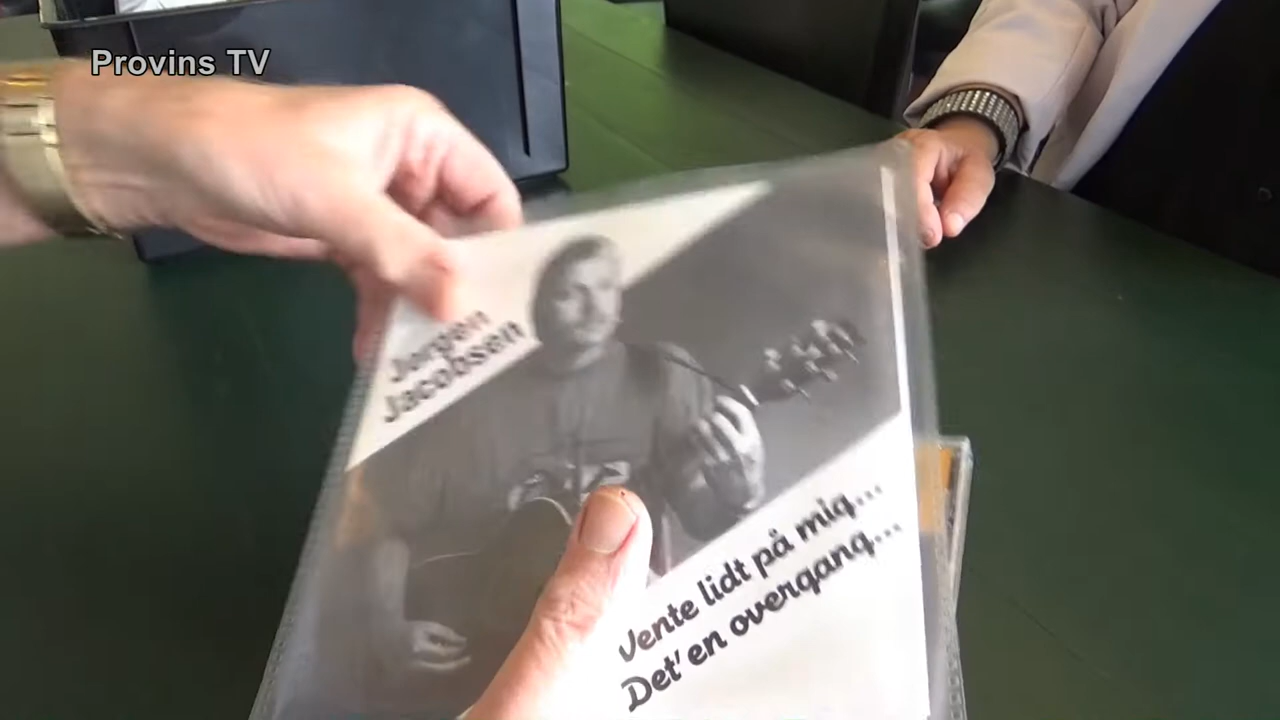 Provins TV
Jørgen
Jacobsen
Vente lidt på mig...
Det' en overgang...